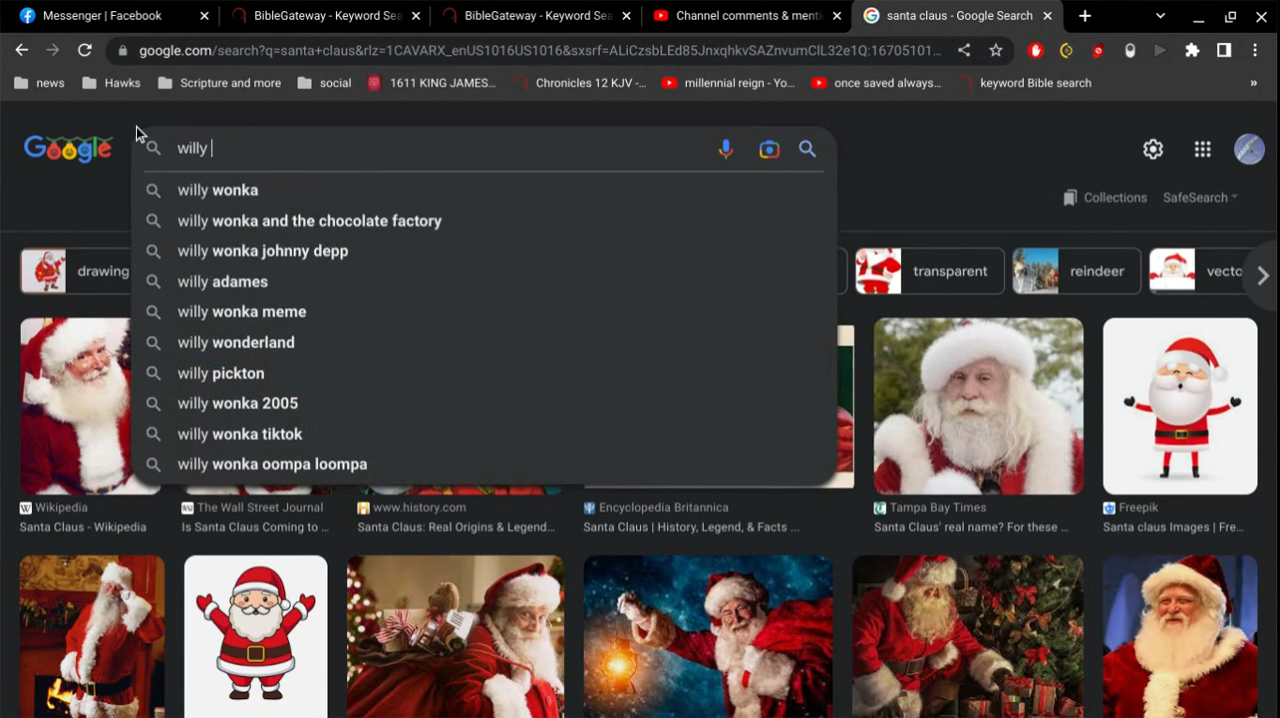 Messenger | Facebook
BibleGateway - Keyword Sea
BibleGateway - Keyword Sea
Channel comments & menti
santa claus - Google Search
google.com/search?q=santa+claus&rlz=1CAVARX_enUS1016US1016&sxsrf=ALiCzsbLEd85JnxqhkvSAZnvumClL32e1Q:16705101...
news
Hawks
Scripture and more
social
1611 KING JAMES...
Chronicles 12 KJV -...
millennial reign - Yo...
once saved always...
keyword Bible search
»
Google
willy
Collections
SafeSearch
willy wonka
willy wonka and the chocolate factory
willy wonka johnny depp
willy adames
willy wonka meme
willy wonderland
willy pickton
willy wonka 2005
willy wonka tiktok
willy wonka oompa loompa
drawing
transparent
reindeer
vecto
Wikipedia
Santa Claus - Wikipedia
The Wall Street Journal
Is Santa Claus Coming to ...
www.history.com
Santa Claus: Real Origins & Legend...
Encyclopedia Britannica
Santa Claus | History, Legend, & Facts ...
Tampa Bay Times
Santa Claus' real name? For these ...
Freepik
Santa claus Images | Fre...